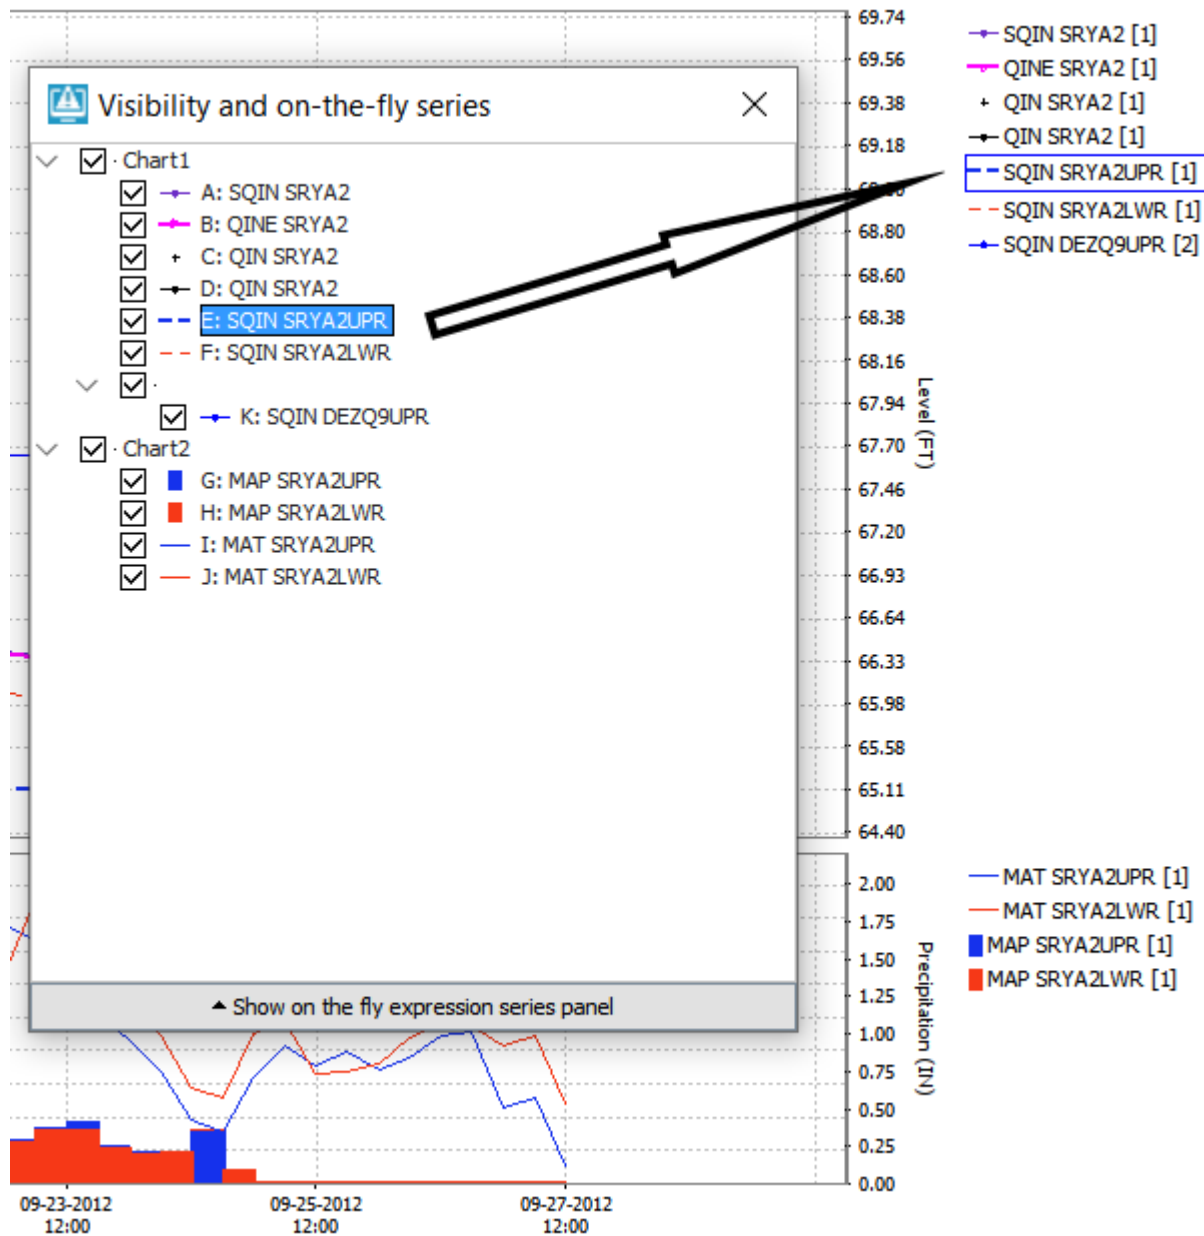 Visibility and on-the-fly series
Chart1
A: SQIN SRYA2
B: QINE SRYA2
C: QIN SRYA2
D: QIN SRYA2
E: SQIN SRYA2UPR
F: SQIN SRYA2LWR
K: SQIN DEZQ9UPR
Chart2
G: MAP SRYA2UPR
H: MAP SRYA2LWR
I: MAT SRYA2UPR
J: MAT SRYA2LWR
Show on the fly expression series panel
69.74
69.56
69.38
69.18
68.80
68.60
68.38
68.16
67.94
67.70
67.46
67.20
66.93
66.64
66.33
65.98
65.58
65.11
64.40
Level (FT)
SQIN SRYA2 [1]
QINE SRYA2 [1]
QIN SRYA2 [1]
QIN SRYA2 [1]
SQIN SRYA2UPR [1]
SQIN SRYA2LWR [1]
SQIN DEZQ9UPR [2]
2.00
1.75
1.50
1.25
1.00
0.75
0.50
0.25
0.00
Precipitation (IN)
MAT SRYA2UPR [1]
MAT SRYA2LWR [1]
MAP SRYA2UPR [1]
MAP SRYA2LWR [1]
09-23-2012
12:00
09-25-2012
12:00
09-27-2012
12:00